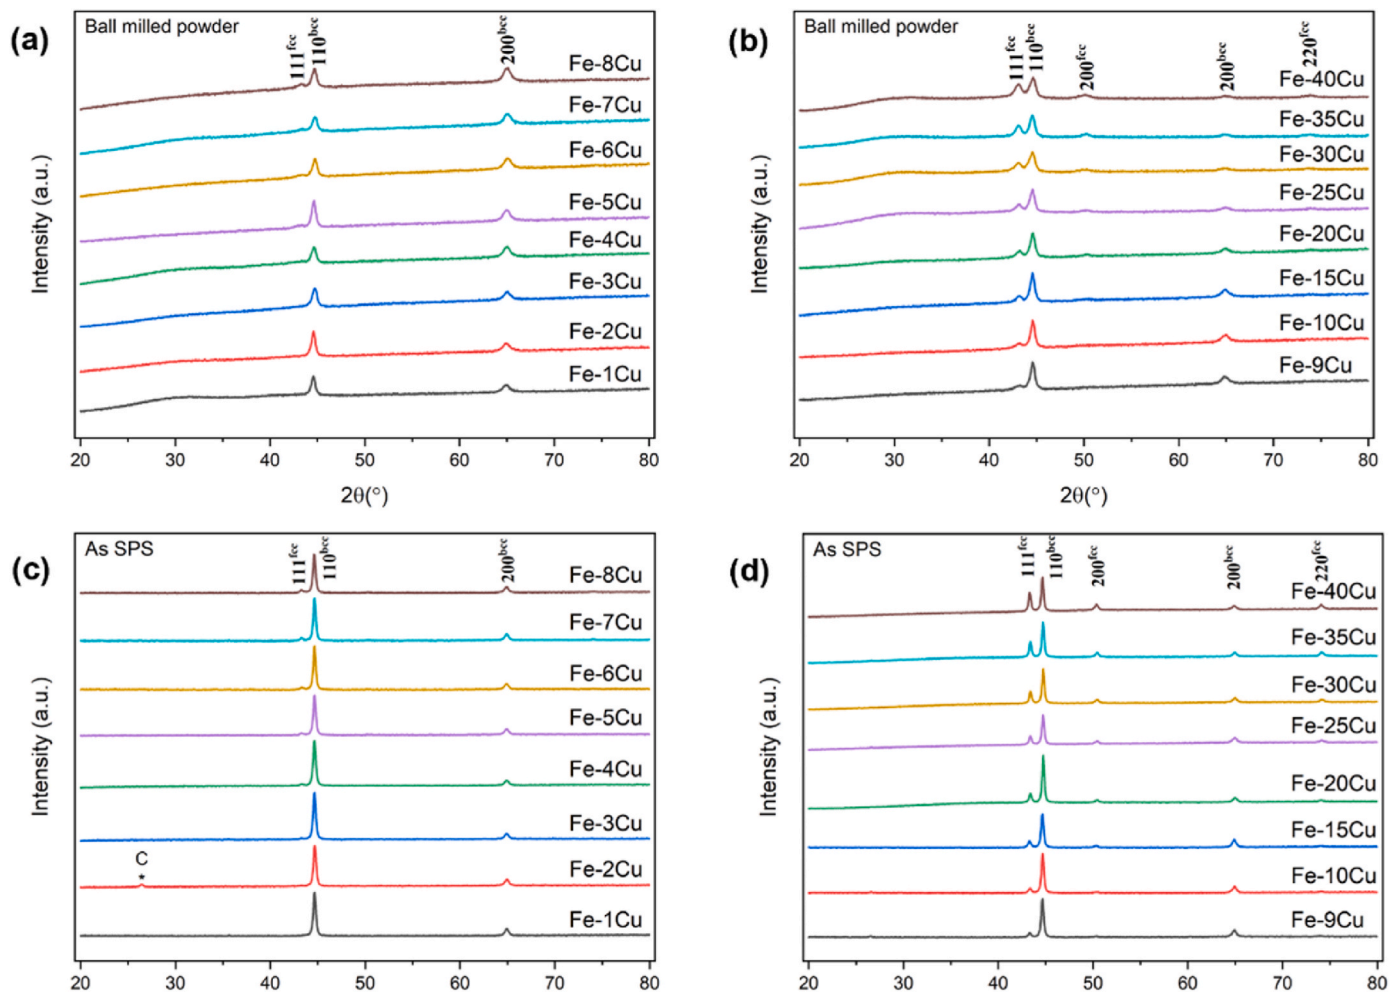 (a)
Ball milled powder
111fcc
110bcc
200bcc
Fe-8Cu
Fe-7Cu
Fe-6Cu
Fe-5Cu
Fe-4Cu
Fe-3Cu
Fe-2Cu
Fe-1Cu
Intensity (a.u.)
20 30 40 50 60 70 80
2θ(°)
(b)
Ball milled powder
111fcc
110bcc
200fcc
200bcc
220fcc
Fe-40Cu
Fe-35Cu
Fe-30Cu
Fe-25Cu
Fe-20Cu
Fe-15Cu
Fe-10Cu
Fe-9Cu
Intensity (a.u.)
20 30 40 50 60 70 80
2θ(°)
(c)
As SPS
111fcc
110bcc
200bcc
Fe-8Cu
Fe-7Cu
Fe-6Cu
Fe-5Cu
Fe-4Cu
Fe-3Cu
C
*
Fe-2Cu
Fe-1Cu
Intensity (a.u.)
20 30 40 50 60 70 80
(d)
As SPS
111fcc
110bcc
200fcc
200bcc
220fcc
Fe-40Cu
Fe-35Cu
Fe-30Cu
Fe-25Cu
Fe-20Cu
Fe-15Cu
Fe-10Cu
Fe-9Cu
Intensity (a.u.)
20 30 40 50 60 70 80